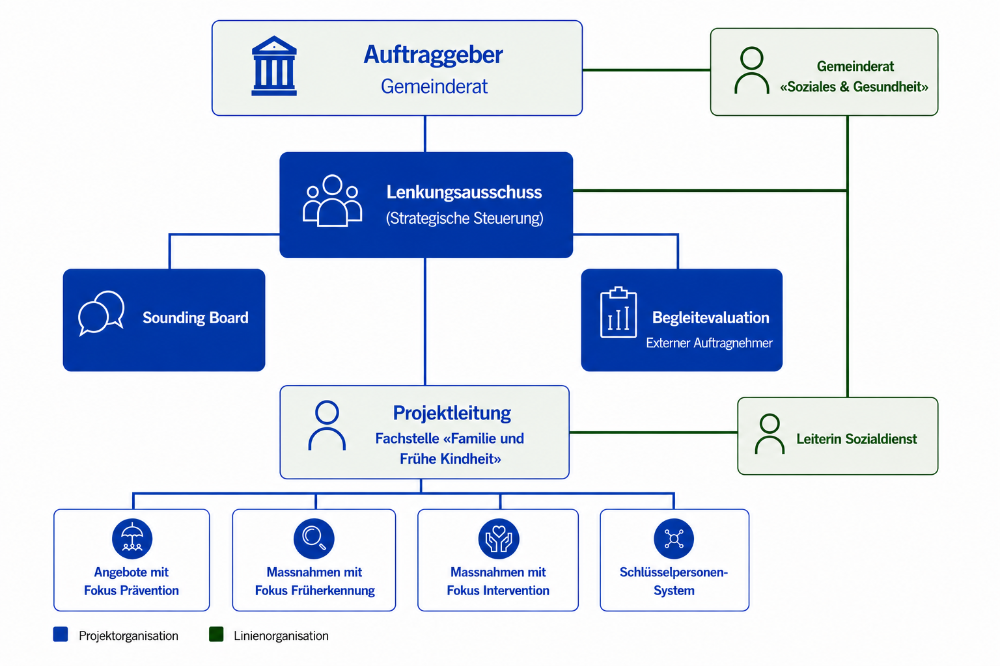 Auftraggeber
Gemeinderat
Gemeinderat
«Soziales & Gesundheit»
Lenkungsausschuss
(Strategische Steuerung)
Sounding Board
Begleitevaluation
Externer Auftragnehmer
Projektleitung
Fachstelle «Familie und
Frühe Kindheit»
Leiterin Sozialdienst
Angebote mit
Fokus Prävention
Massnahmen mit
Fokus Früherkennung
Massnahmen mit
Fokus Intervention
Schlüsselpersonen-
System
Projektorganisation
Linienorganisation